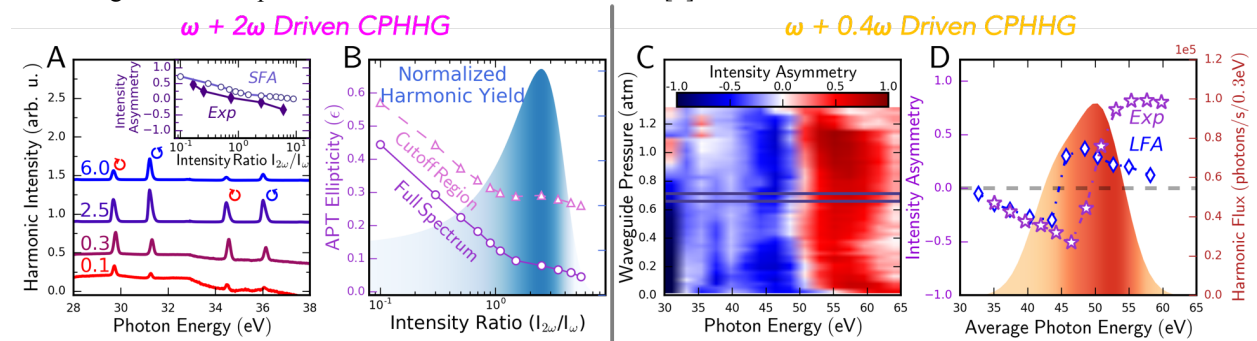 ω + 2ω Driven CPHHG
ω + 0.4ω Driven CPHHG
A
Harmonic Intensity (arb. u.)
3.0
2.5
2.0
1.5
1.0
0.5
0.0
28 30 32 34 36 38
Photon Energy (eV)
6.0
2.5
0.3
0.1
Intensity
Asymmetry
1.0
0.5
0.0
−0.5
−1.0
SFA
Exp
10⁻¹ 10⁰ 10¹
Intensity Ratio I₂ω/Iω
B
Normalized
Harmonic Yield
Cutoff Region
Full Spectrum
APT Ellipticity (ϵ)
0.6
0.5
0.4
0.3
0.2
0.1
0.0
10⁻¹ 10⁰
Intensity Ratio (I₂ω/Iω)
C
Intensity Asymmetry
-1.0 0.0 1.0
Waveguide Pressure (atm)
1.2
1.0
0.8
0.6
0.4
0.2
0.0
30 35 40 45 50 55 60 65
Photon Energy (eV)
D
Intensity Asymmetry
1.0
0.5
0.0
−0.5
−1.0
Exp
LFA
30 35 40 45 50 55 60 65
Average Photon Energy (eV)
1e5
1.2
1.0
0.8
0.6
0.4
0.2
0.0
Harmonic Flux (photons/s/0.3eV)